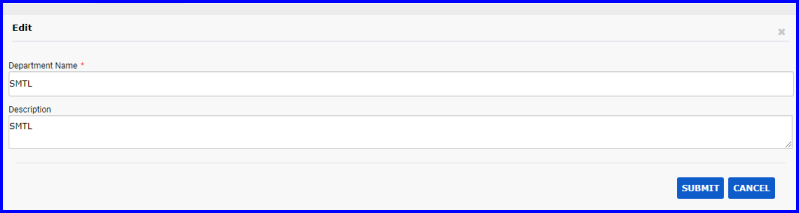 Edit
Department Name *
SMTL
Description
SMTL
SUBMIT CANCEL